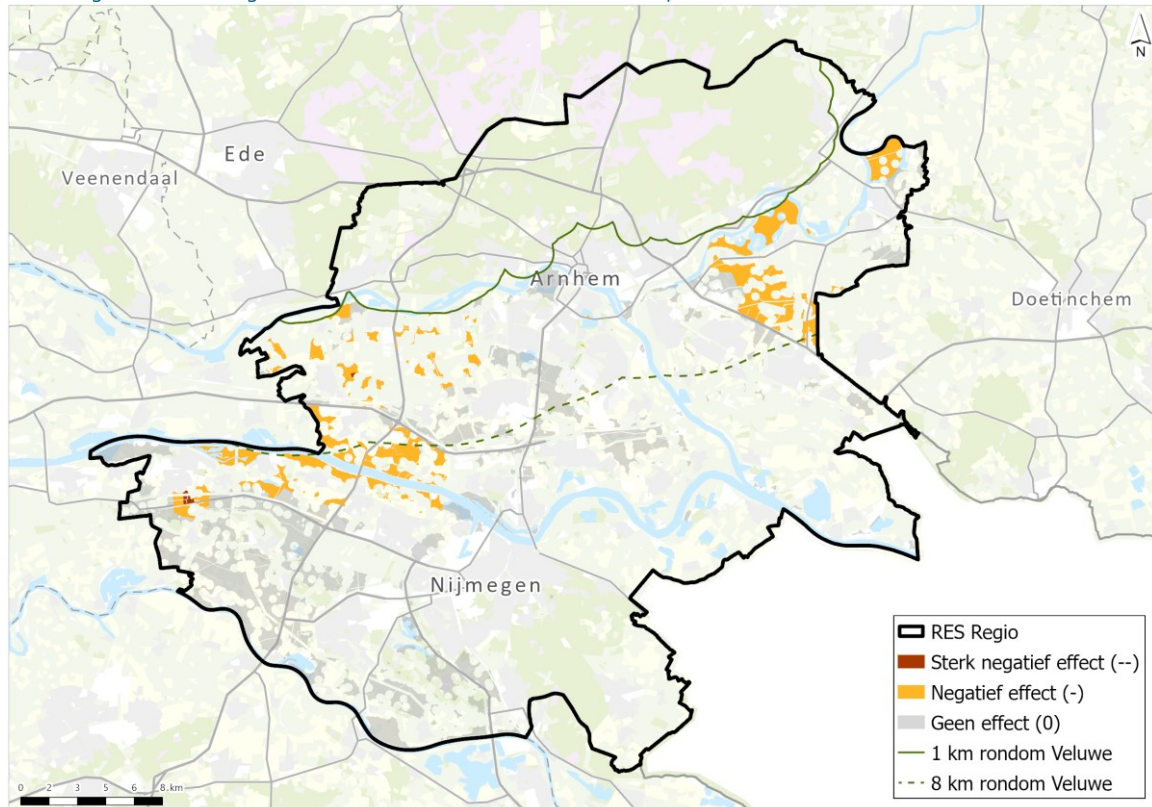 N
Ede
Veenendaal
Arnhem
Doetinchem
Nijmegen
RES Regio
Sterk negatief effect (--)
Negatief effect (-)
Geen effect (0)
1 km rondom Veluwe
8 km rondom Veluwe
0 2 3 5 6 8 km